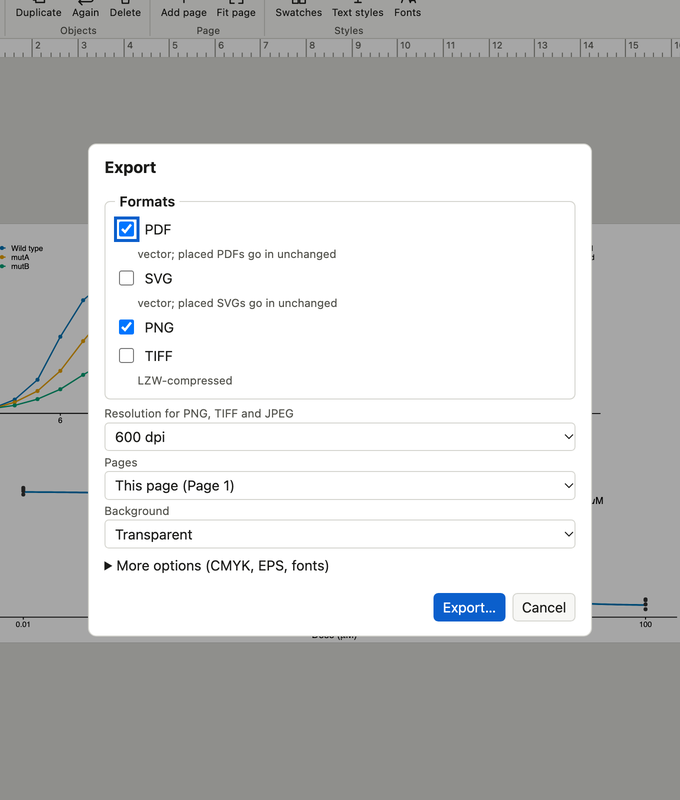 Duplicate Again Delete Add page Fit page Swatches Text styles Fonts
Objects Page Styles
2 3 4 5 6 7 8 9 10 11 12 13 14 15
Export
Formats
PDF
vector; placed PDFs go in unchanged
SVG
vector; placed SVGs go in unchanged
PNG
TIFF
LZW-compressed
Resolution for PNG, TIFF and JPEG
600 dpi
Pages
This page (Page 1)
Background
Transparent
More options (CMYK, EPS, fonts)
Export... Cancel
Wild type
mutA
mutB
6
0.01
100